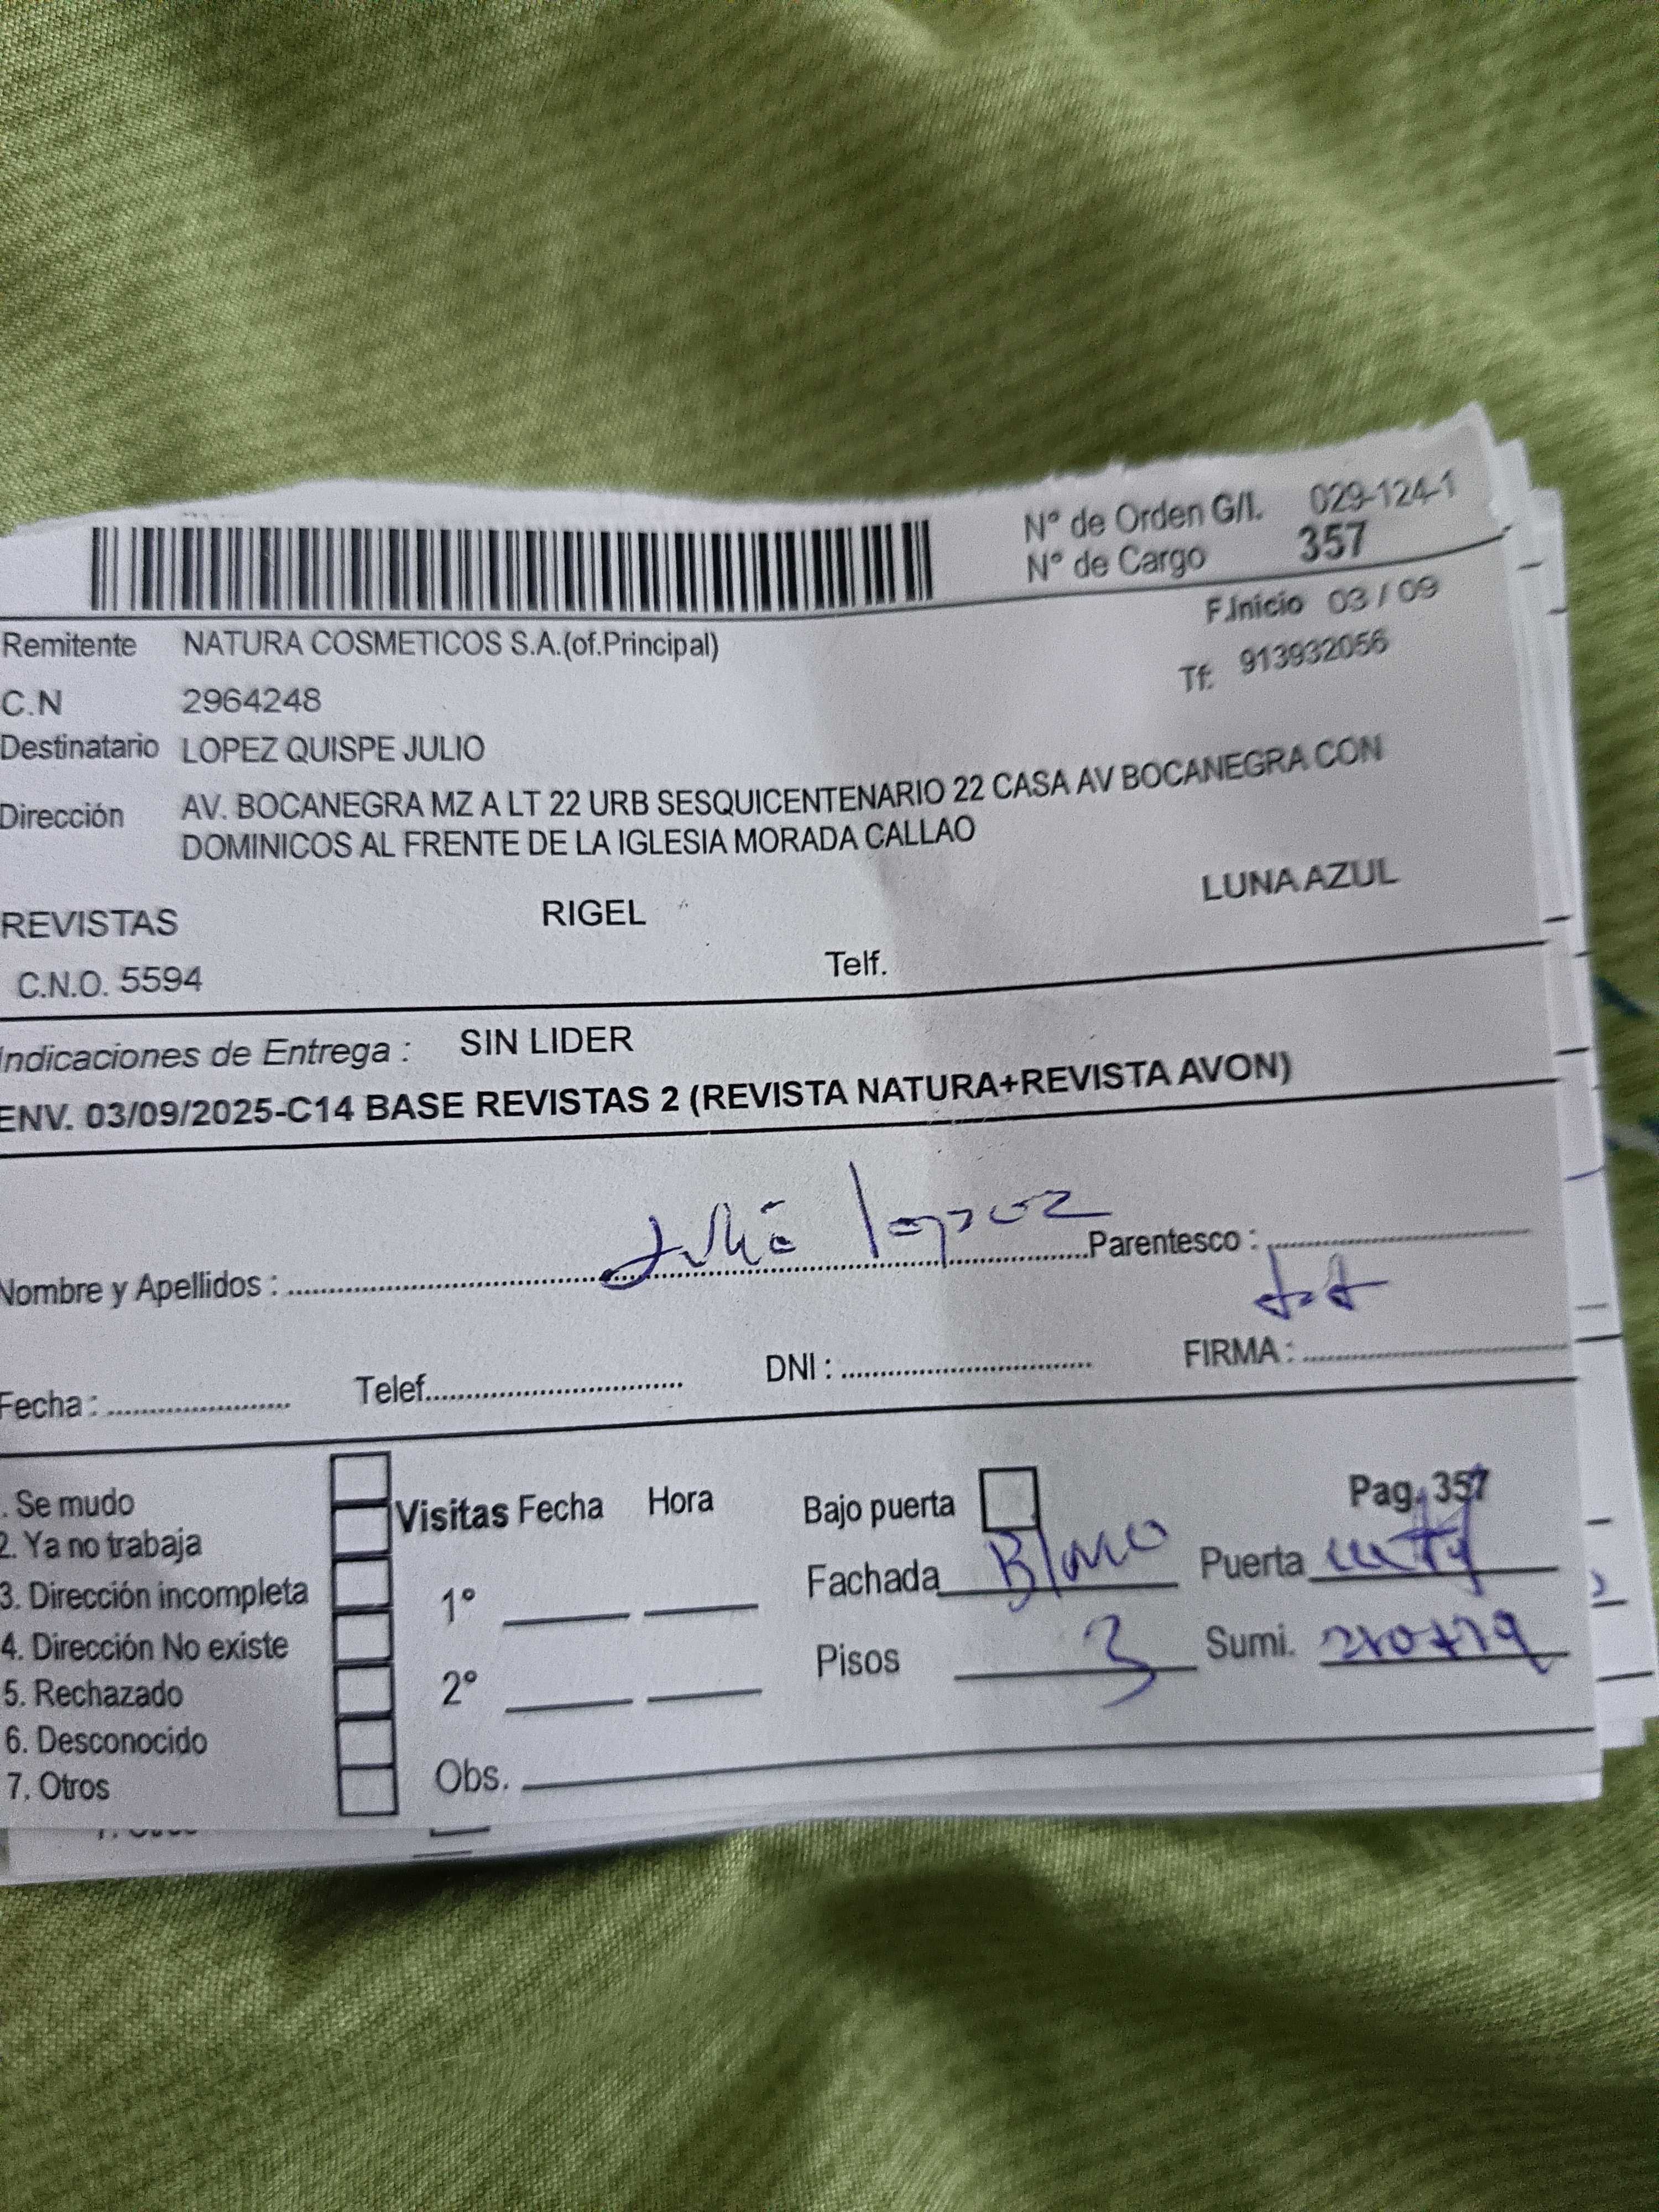 N° de Orden G/I. 029-124-1
N° de Cargo 357
F.Inicio 03 / 09
Remitente NATURA COSMETICOS S.A.(of.Principal)
Tf: 913932056
C.N 2964248
Destinatario LOPEZ QUISPE JULIO
Dirección AV. BOCANEGRA MZ A LT 22 URB SESQUICENTENARIO 22 CASA AV BOCANEGRA CON
DOMINICOS AL FRENTE DE LA IGLESIA MORADA CALLAO
REVISTAS RIGEL LUNA AZUL
C.N.O. 5594 Telf.
Indicaciones de Entrega : SIN LIDER
ENV. 03/09/2025-C14 BASE REVISTAS 2 (REVISTA NATURA+REVISTA AVON)
Nombre y Apellidos : Julio lopez Parentesco :
Fecha : Telef. DNI : FIRMA :
. Se mudo
2. Ya no trabaja
3. Dirección incompleta
4. Dirección No existe
5. Rechazado
6. Desconocido
7. Otros
Visitas Fecha Hora
1°
2°
Obs.
Bajo puerta Pag. 357
Fachada Blanco Puerta
Pisos 3 Sumi.